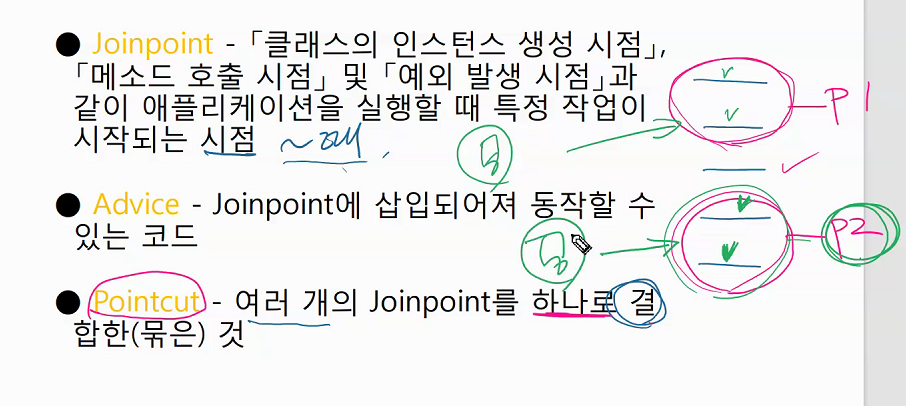 ● Joinpoint - 「클래스의 인스턴스 생성 시점」,
「메소드 호출 시점」 및 「예외 발생 시점」과
같이 애플리케이션을 실행할 때 특정 작업이
시작되는 시점 ~때
P1
● Advice - Joinpoint에 삽입되어져 동작할 수
있는 코드
P2
● Pointcut - 여러 개의 Joinpoint를 하나로 결
합한(묶은) 것